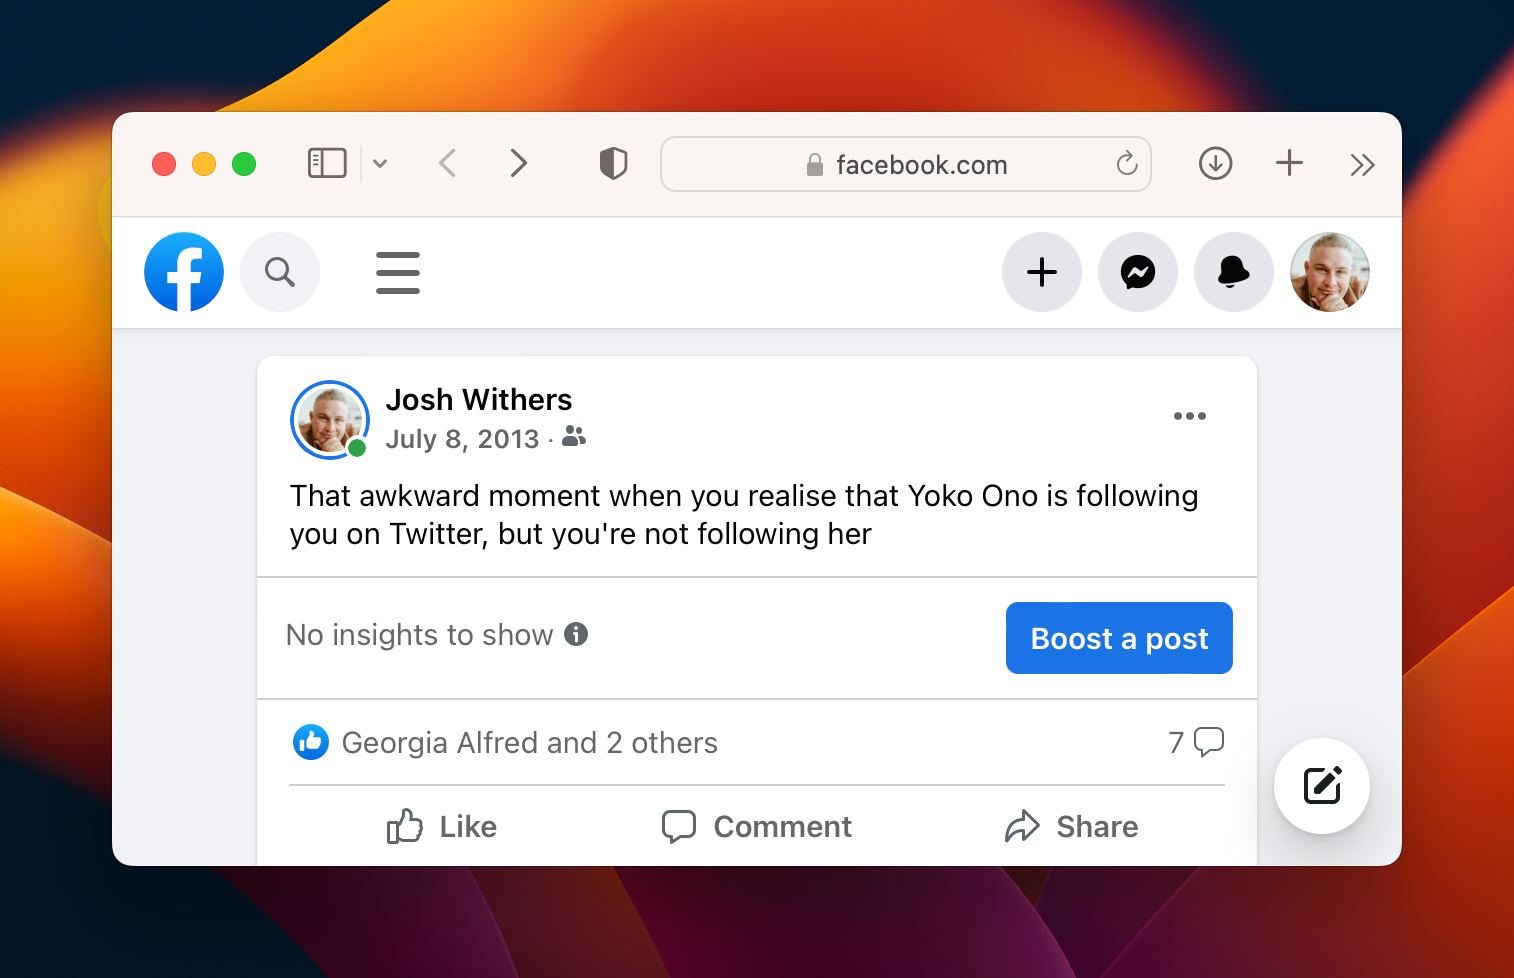 facebook.com
Josh Withers
July 8, 2013 ·
That awkward moment when you realise that Yoko Ono is following
you on Twitter, but you're not following her
No insights to show
Boost a post
Georgia Alfred and 2 others
7
Like
Comment
Share